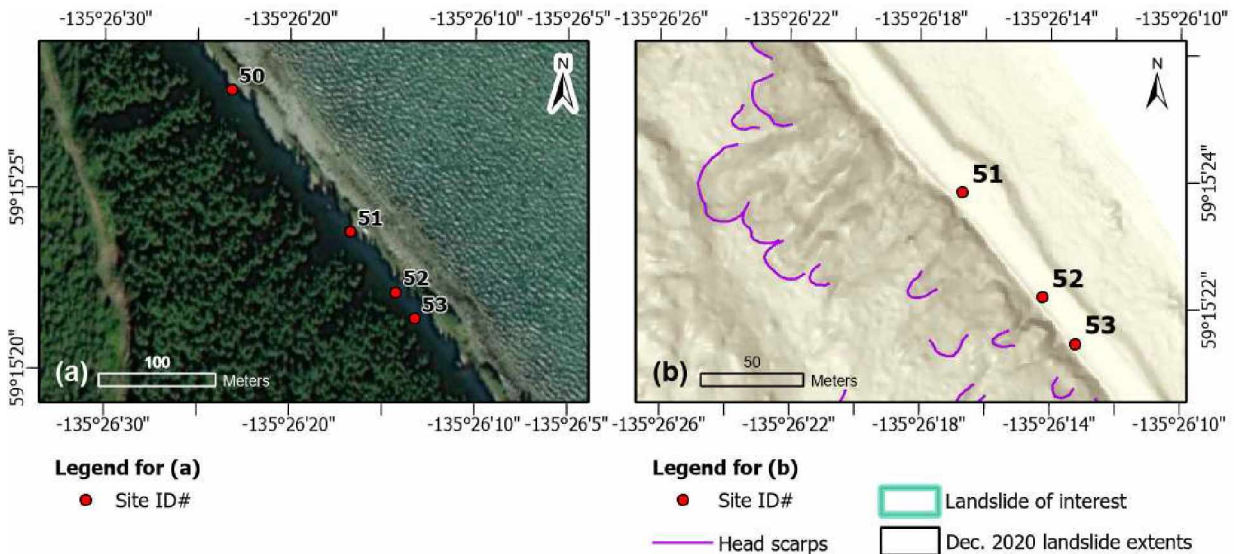 -135°26'30" -135°26'20" -135°26'10" -135°26'5"
-135°26'22" -135°26'18" -135°26'14" -135°26'10"
59°15'25"
59°15'20"
N
50
51
52
53
(a)
100
Meters
-135°26'30" -135°26'20" -135°26'10" -135°26'5"
N
51
52
53
59°15'24"
59°15'22"
(b)
50
Meters
-135°26'26" -135°26'22" -135°26'18" -135°26'14" -135°26'10"
Legend for (a)
Site ID#
Legend for (b)
Site ID#
Head scarps
Landslide of interest
Dec. 2020 landslide extents